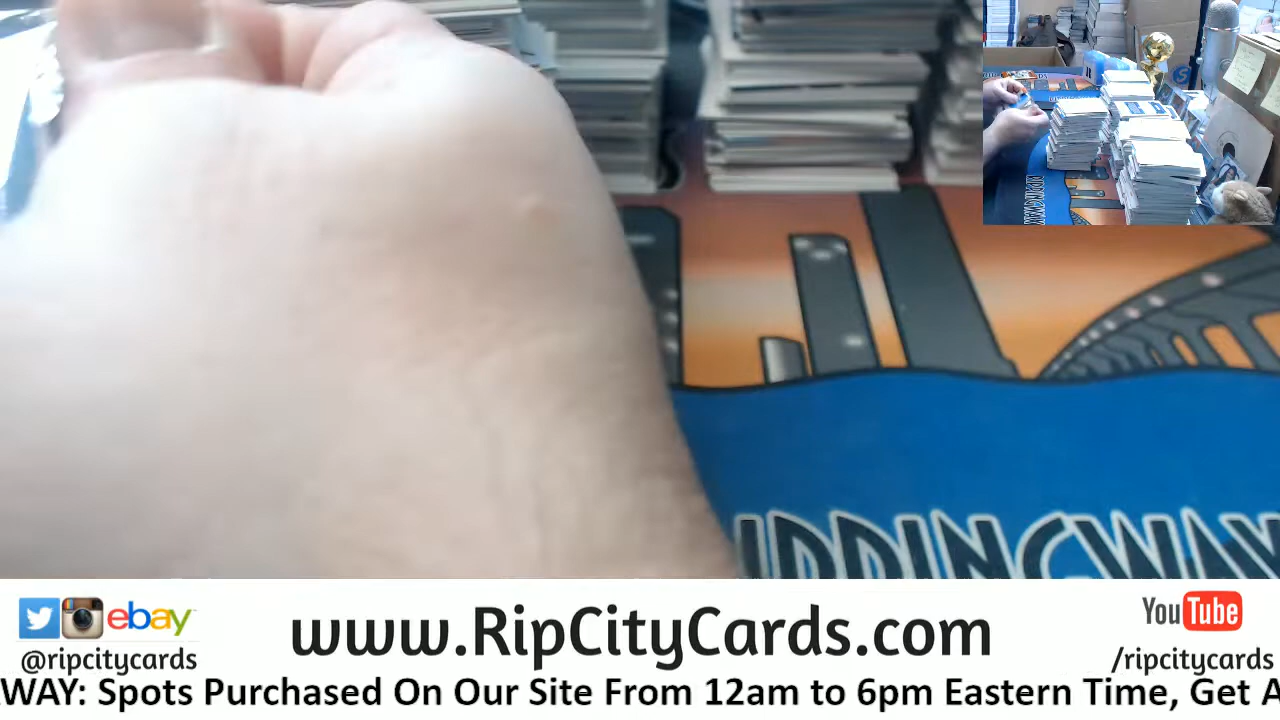 IPPINGWAY
ebay
@ripcitycards
www.RipCityCards.com
YouTube
/ripcitycards
WAY: Spots Purchased On Our Site From 12am to 6pm Eastern Time, Get A